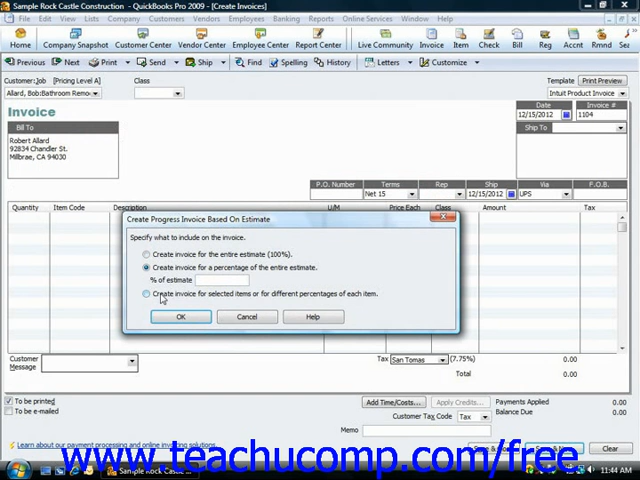 Sample Rock Castle Construction - QuickBooks Pro 2009 - [Create Invoices]
File Edit View Lists Company Customers Vendors Employees Banking Reports Online Services Window Help
Home Company Snapshot Customer Center Vendor Center Employee Center Report Center Live Community Invoice Item Check Bill Reg Accnt Rmnd Se
Previous Next Print Send Ship Find Spelling History Letters Customize
Customer:Job [Pricing Level A] Class Template Print Preview
Allard, Bob:Bathroom Remo Intuit Product Invoice
Invoice
Date Invoice #
12/15/2012 1104
Bill To Ship To
Robert Allard
92834 Chandler St.
Millbrae, CA 94030
P.O. Number Terms Rep Ship Via F.O.B.
Net 15 12/15/2012 UPS
Quantity Item Code Description U/M Price Each Class Amount Tax
Create Progress Invoice Based On Estimate
Specify what to include on the invoice.
Create invoice for the entire estimate (100%).
Create invoice for a percentage of the entire estimate.
% of estimate
Create invoice for selected items or for different percentages of each item.
OK Cancel Help
Customer Message
Tax San Tomas (7.75%) 0.00
Total 0.00
To be printed
To be e-mailed
Add Time/Costs... Apply Credits... Payments Applied 0.00
Customer Tax Code Tax Balance Due 0.00
Memo
Learn about our payment processing and online invoicing solutions.
Clear
www.teachucomp.com/free
Sample Rock Castle
11:44 AM